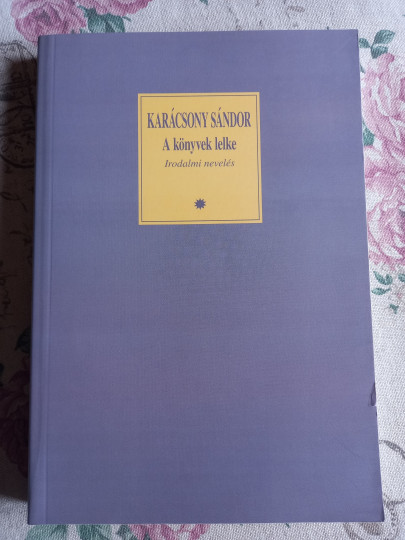 KARÁCSONY SÁNDOR
A könyvek lelke
Irodalmi nevelés